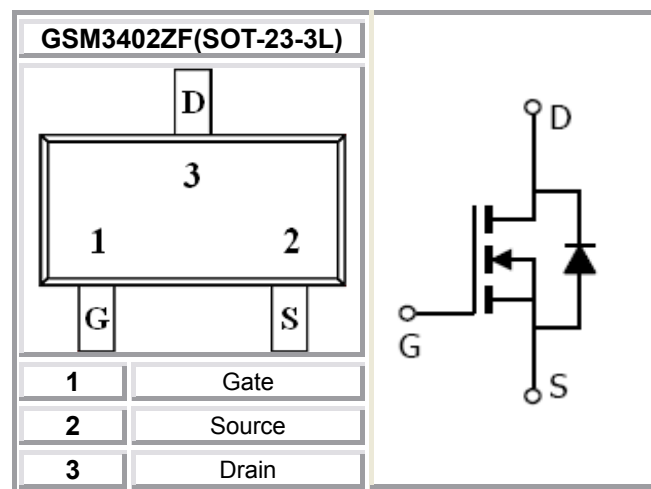 GSM3402ZF(SOT-23-3L)
D
3
1 2
G S
1 Gate
2 Source
3 Drain
D
G
S